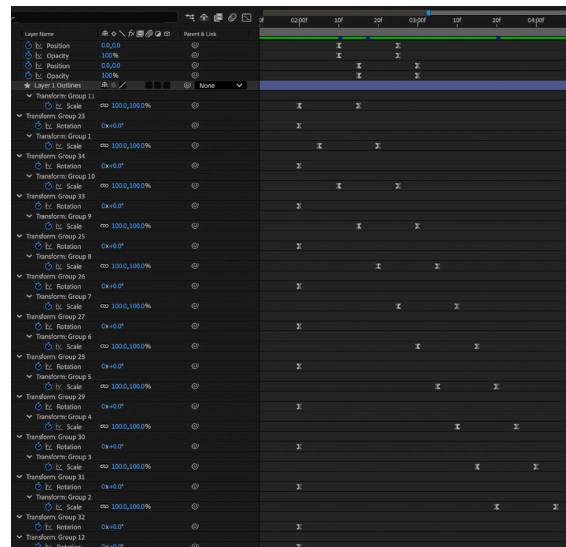 0f 02:00f 10f 20f 03:00f 10f 20f 04:00f
Layer Name fx Parent & Link
Position 0.0,0.0
Opacity 100%
Position 0.0,0.0
Opacity 100%
Layer 1 Outlines None
Transform: Group 11
Scale 100.0,100.0%
Transform: Group 23
Rotation 0x+0.0°
Transform: Group 1
Scale 100.0,100.0%
Transform: Group 34
Rotation 0x+0.0°
Transform: Group 10
Scale 100.0,100.0%
Transform: Group 33
Rotation 0x+0.0°
Transform: Group 9
Scale 100.0,100.0%
Transform: Group 25
Rotation 0x+0.0°
Transform: Group 8
Scale 100.0,100.0%
Transform: Group 26
Rotation 0x+0.0°
Transform: Group 7
Scale 100.0,100.0%
Transform: Group 27
Rotation 0x+0.0°
Transform: Group 6
Scale 100.0,100.0%
Transform: Group 28
Rotation 0x+0.0°
Transform: Group 5
Scale 100.0,100.0%
Transform: Group 29
Rotation 0x+0.0°
Transform: Group 4
Scale 100.0,100.0%
Transform: Group 30
Rotation 0x+0.0°
Transform: Group 3
Scale 100.0,100.0%
Transform: Group 31
Rotation 0x+0.0°
Transform: Group 2
Scale 100.0,100.0%
Transform: Group 32
Rotation 0x+0.0°
Transform: Group 12
Rotation 0x+0.0°